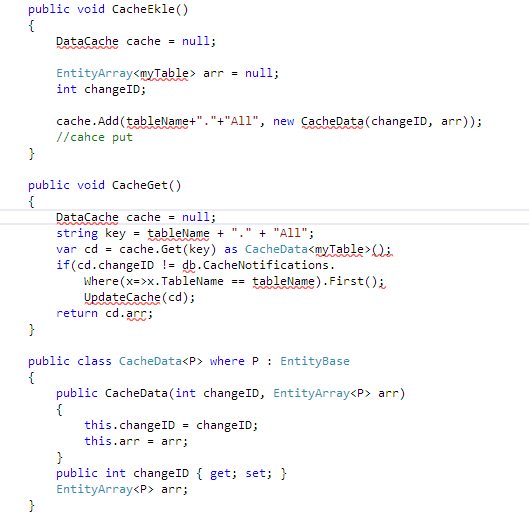 public void CacheEkle()
{
    DataCache cache = null;

    EntityArray<myTable> arr = null;
    int changeID;

    cache.Add(tableName+"."+"All", new CacheData(changeID, arr));
    //cahce put
}

public void CacheGet()
{
    DataCache cache = null;
    string key = tableName + "." + "All";
    var cd = cache.Get(key) as CacheData<myTable>();
    if(cd.changeID != db.CacheNotifications.
        Where(x=>x.TableName == tableName).First();
        UpdateCache(cd);
    return cd.arr;
}

public class CacheData<P> where P : EntityBase
{
    public CacheData(int changeID, EntityArray<P> arr)
    {
        this.changeID = changeID;
        this.arr = arr;
    }
    public int changeID { get; set; }
    EntityArray<P> arr;
}